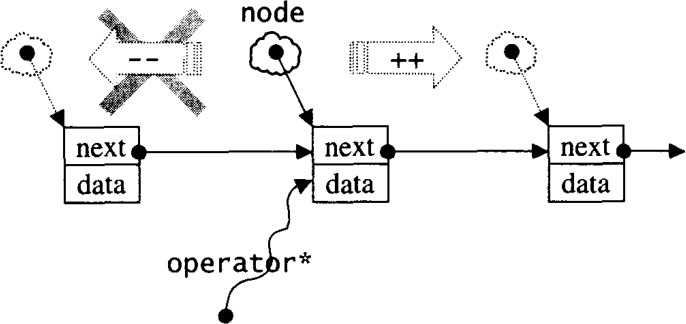 node
--
++
next
data
next
data
next
data
operator*